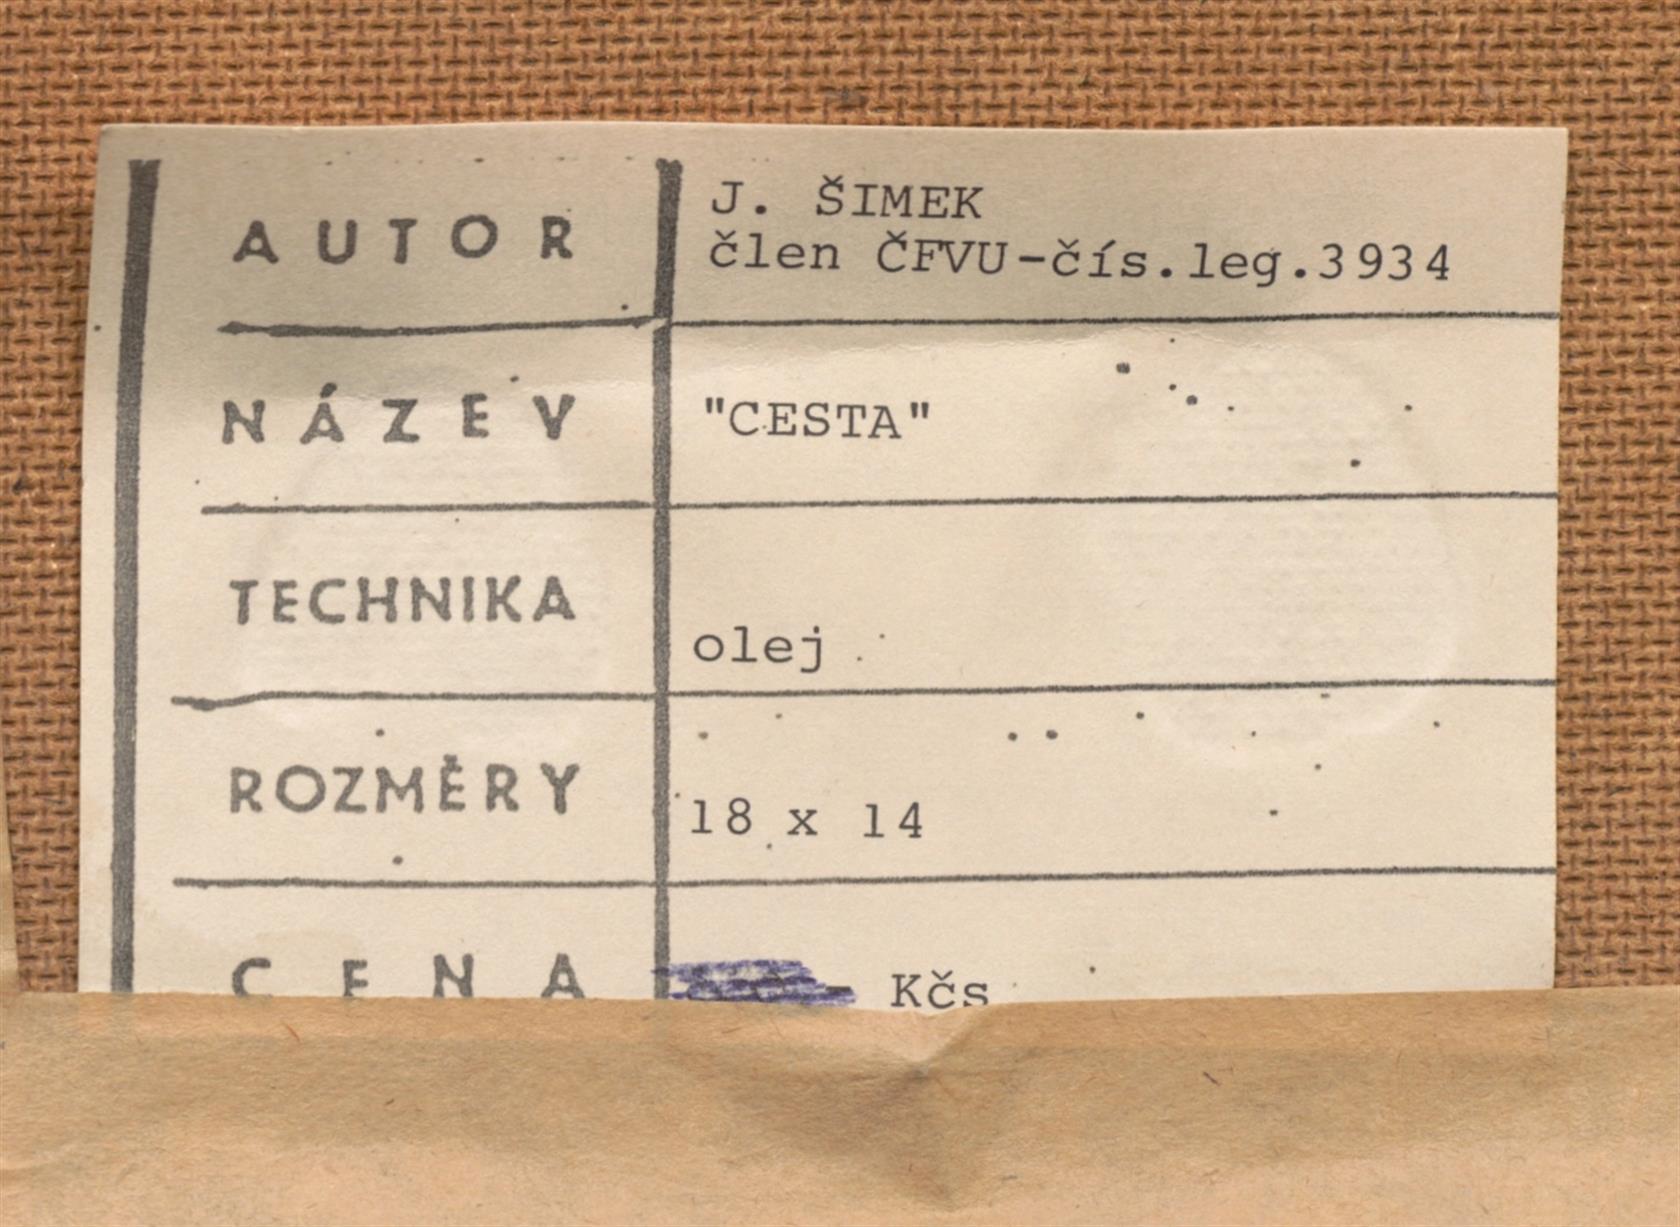 AUTOR J. ŠIMEK
člen ČFVU-čís.leg.3934
NÁZEV "CESTA"
TECHNIKA olej
ROZMĚRY 18 x 14
CENA Kčs